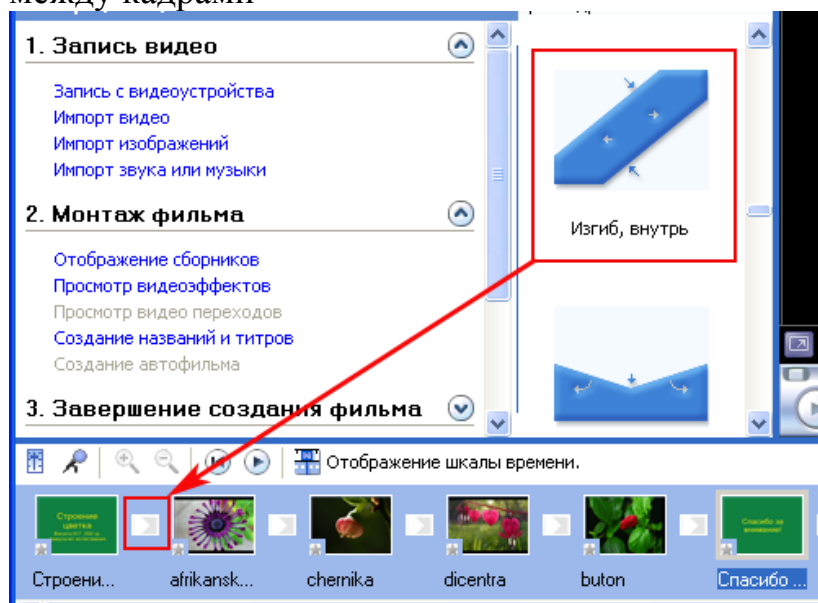 между кадрами
1. Запись видео
Запись с видеоустройства
Импорт видео
Импорт изображений
Импорт звука или музыки
2. Монтаж фильма
Отображение сборников
Просмотр видеоэффектов
Просмотр видео переходов
Создание названий и титров
Создание автофильма
3. Завершение создания фильма
Изгиб, внутрь
Отображение шкалы времени.
Строение
цветка
Спасибо за
внимание!
Строени...
afrikansk...
chernika
dicentra
buton
Спасибо ...